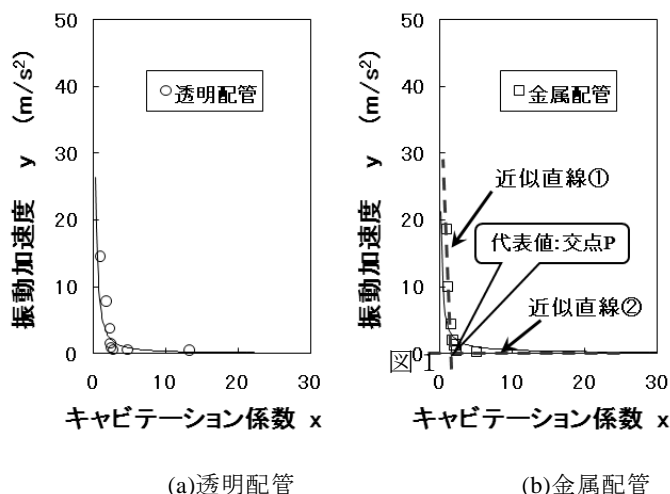 50
40
30
20
10
0
振動加速度 y (m/s²)
透明配管
0
10
20
30
キャビテーション係数 x
(a)透明配管
50
40
30
20
10
0
振動加速度 y (m/s²)
金属配管
近似直線①
代表値:交点P
近似直線②
図 1
0
10
20
30
キャビテーション係数 x
(b)金属配管